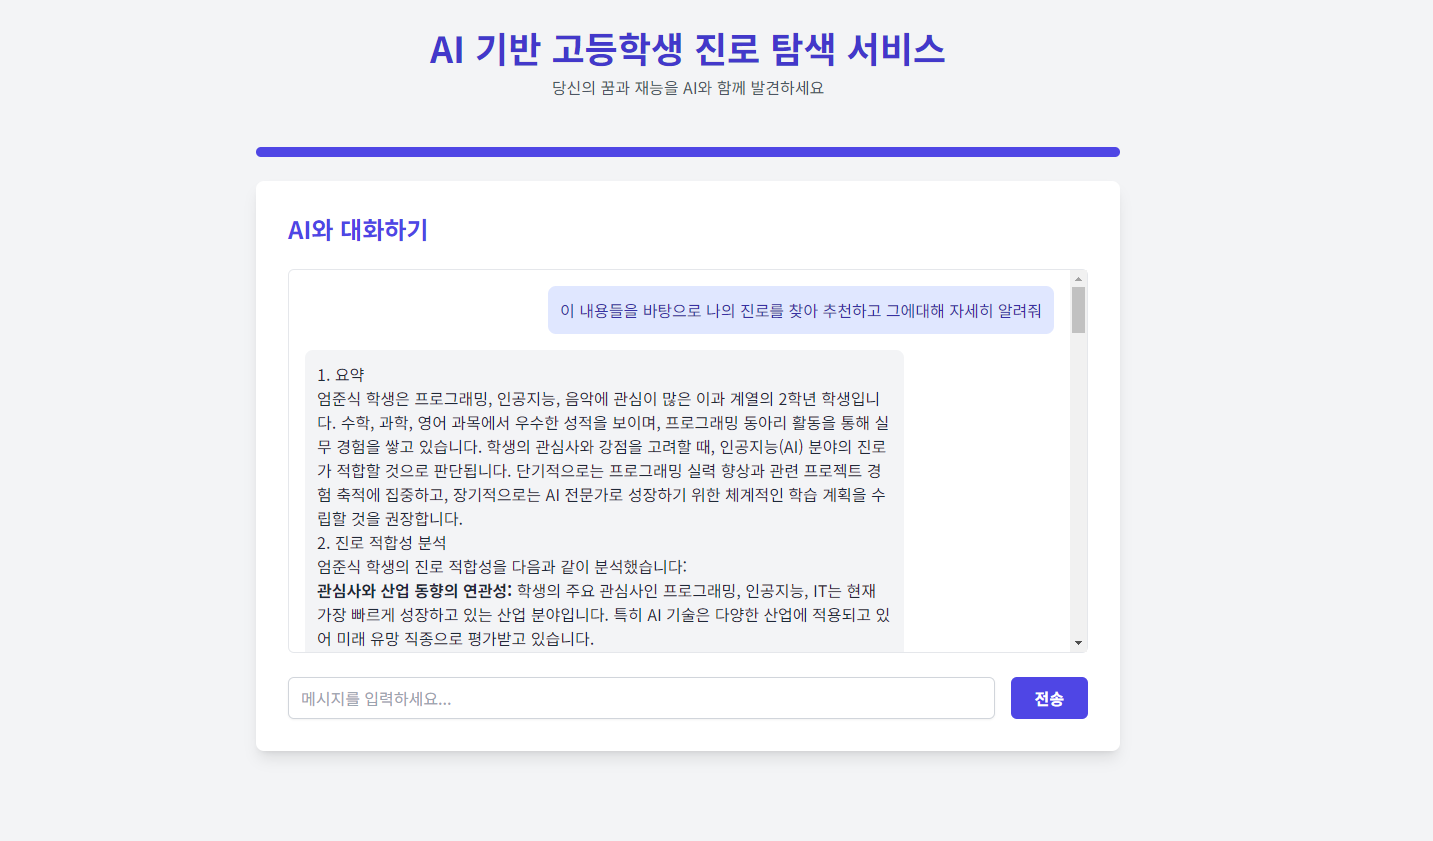 AI 기반 고등학생 진로 탐색 서비스
당신의 꿈과 재능을 AI와 함께 발견하세요
AI와 대화하기
이 내용들을 바탕으로 나의 진로를 찾아 추천하고 그에대해 자세히 알려줘
1. 요약
엄준식 학생은 프로그래밍, 인공지능, 음악에 관심이 많은 이과 계열의 2학년 학생입니
다. 수학, 과학, 영어 과목에서 우수한 성적을 보이며, 프로그래밍 동아리 활동을 통해 실
무 경험을 쌓고 있습니다. 학생의 관심사와 강점을 고려할 때, 인공지능(AI) 분야의 진로
가 적합할 것으로 판단됩니다. 단기적으로는 프로그래밍 실력 향상과 관련 프로젝트 경
험 축적에 집중하고, 장기적으로는 AI 전문가로 성장하기 위한 체계적인 학습 계획을 수
립할 것을 권장합니다.
2. 진로 적합성 분석
엄준식 학생의 진로 적합성을 다음과 같이 분석했습니다:
관심사와 산업 동향의 연관성: 학생의 주요 관심사인 프로그래밍, 인공지능, IT는 현재
가장 빠르게 성장하고 있는 산업 분야입니다. 특히 AI 기술은 다양한 산업에 적용되고 있
어 미래 유망 직종으로 평가받고 있습니다.
메시지를 입력하세요...
전송